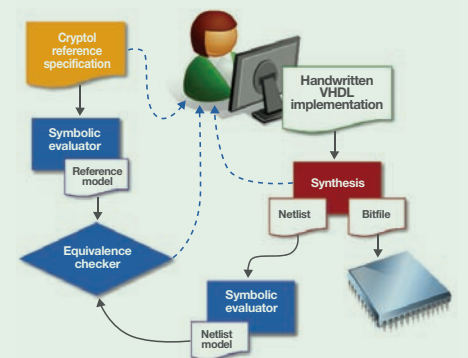 Cryptol
reference
specification
Handwritten
VHDL
implementation
Symbolic
evaluator
Reference
model
Synthesis
Netlist
Bitfile
Equivalence
checker
Symbolic
evaluator
Netlist
model